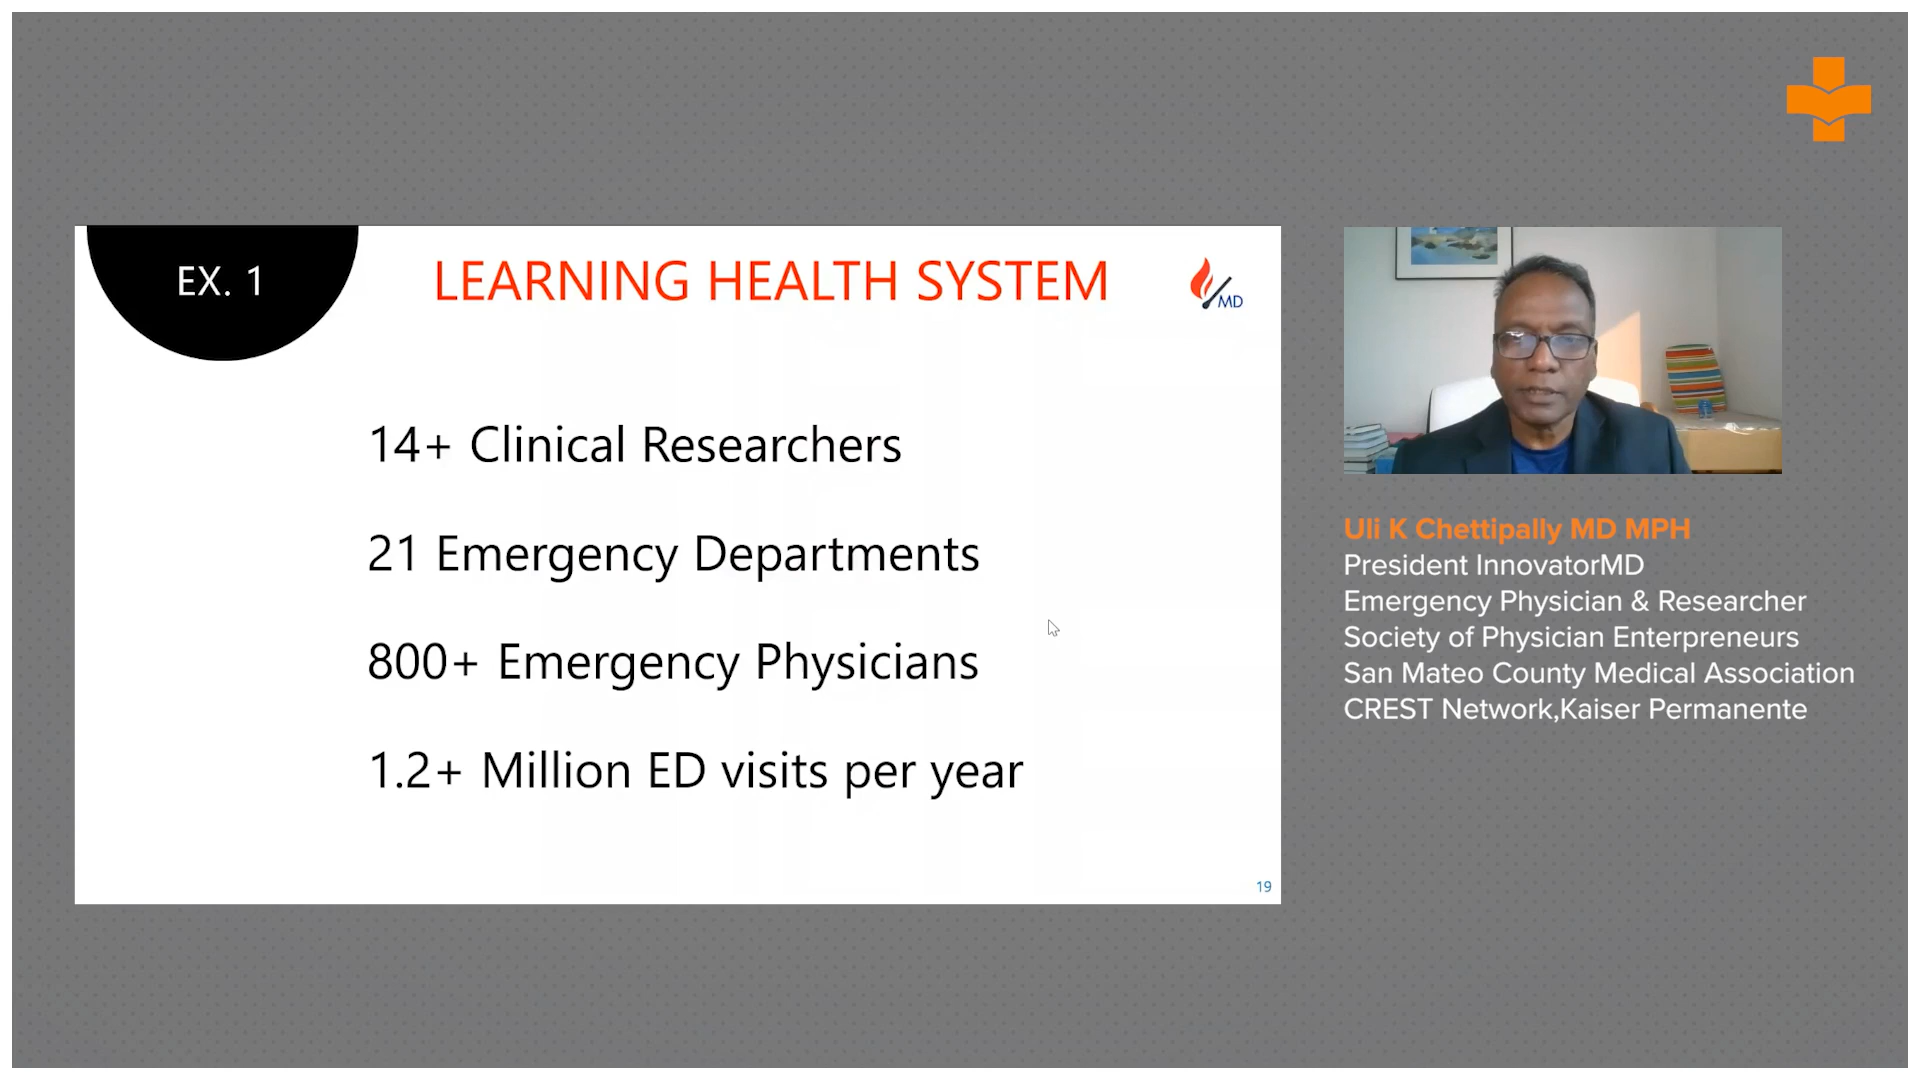 EX. 1
LEARNING HEALTH SYSTEM
MD
14+ Clinical Researchers
21 Emergency Departments
800+ Emergency Physicians
1.2+ Million ED visits per year
19
Uli K Chettipally MD MPH
President InnovatorMD
Emergency Physician & Researcher
Society of Physician Enterpreneurs
San Mateo County Medical Association
CREST Network,Kaiser Permanente